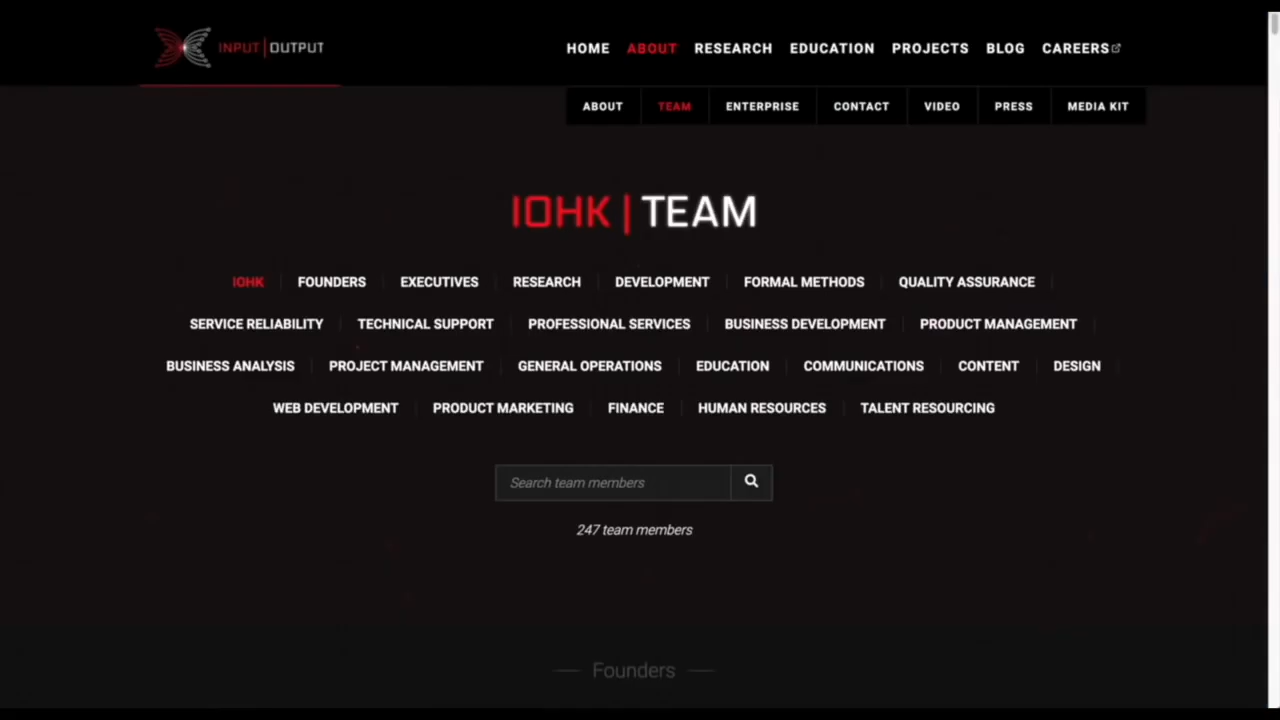 INPUT | OUTPUT
HOME ABOUT RESEARCH EDUCATION PROJECTS BLOG CAREERS
ABOUT TEAM ENTERPRISE CONTACT VIDEO PRESS MEDIA KIT
IOHK | TEAM
IOHK FOUNDERS EXECUTIVES RESEARCH DEVELOPMENT FORMAL METHODS QUALITY ASSURANCE
SERVICE RELIABILITY TECHNICAL SUPPORT PROFESSIONAL SERVICES BUSINESS DEVELOPMENT PRODUCT MANAGEMENT
BUSINESS ANALYSIS PROJECT MANAGEMENT GENERAL OPERATIONS EDUCATION COMMUNICATIONS CONTENT DESIGN
WEB DEVELOPMENT PRODUCT MARKETING FINANCE HUMAN RESOURCES TALENT RESOURCING
Search team members
247 team members
Founders